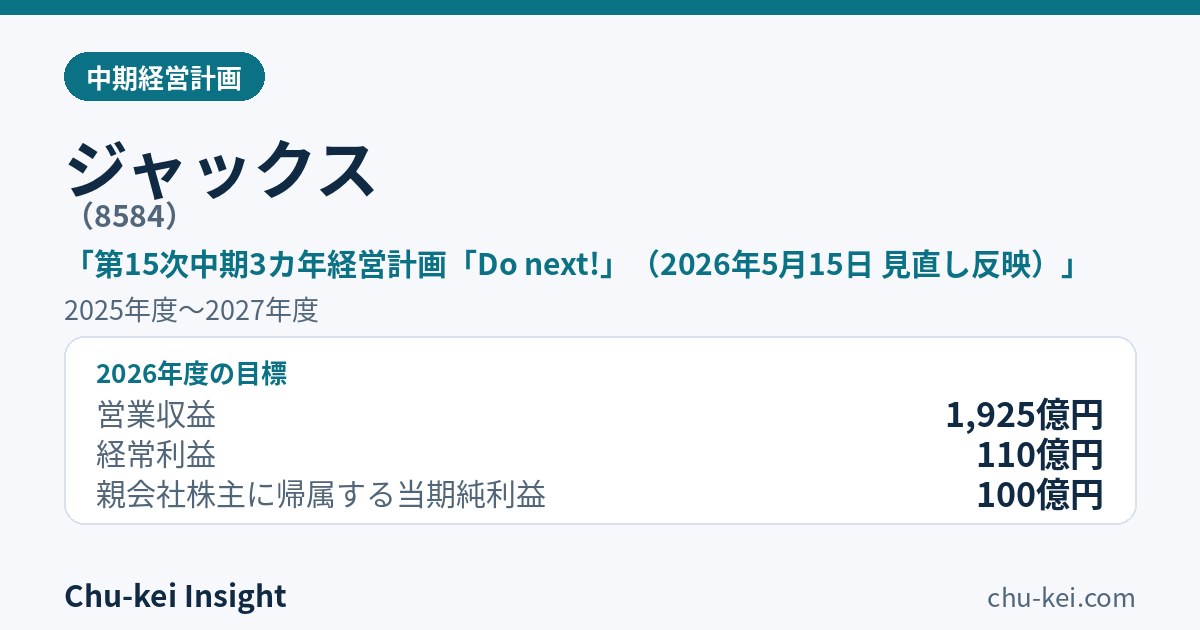 中期経営計画
ジャックス
（8584）
「第15次中期3カ年経営計画「Do next!」（2026年5月15日 見直し反映）」
2025年度～2027年度
2026年度の目標
営業収益 1,925億円
経常利益 110億円
親会社株主に帰属する当期純利益 100億円
Chu-kei Insight
chu-kei.com